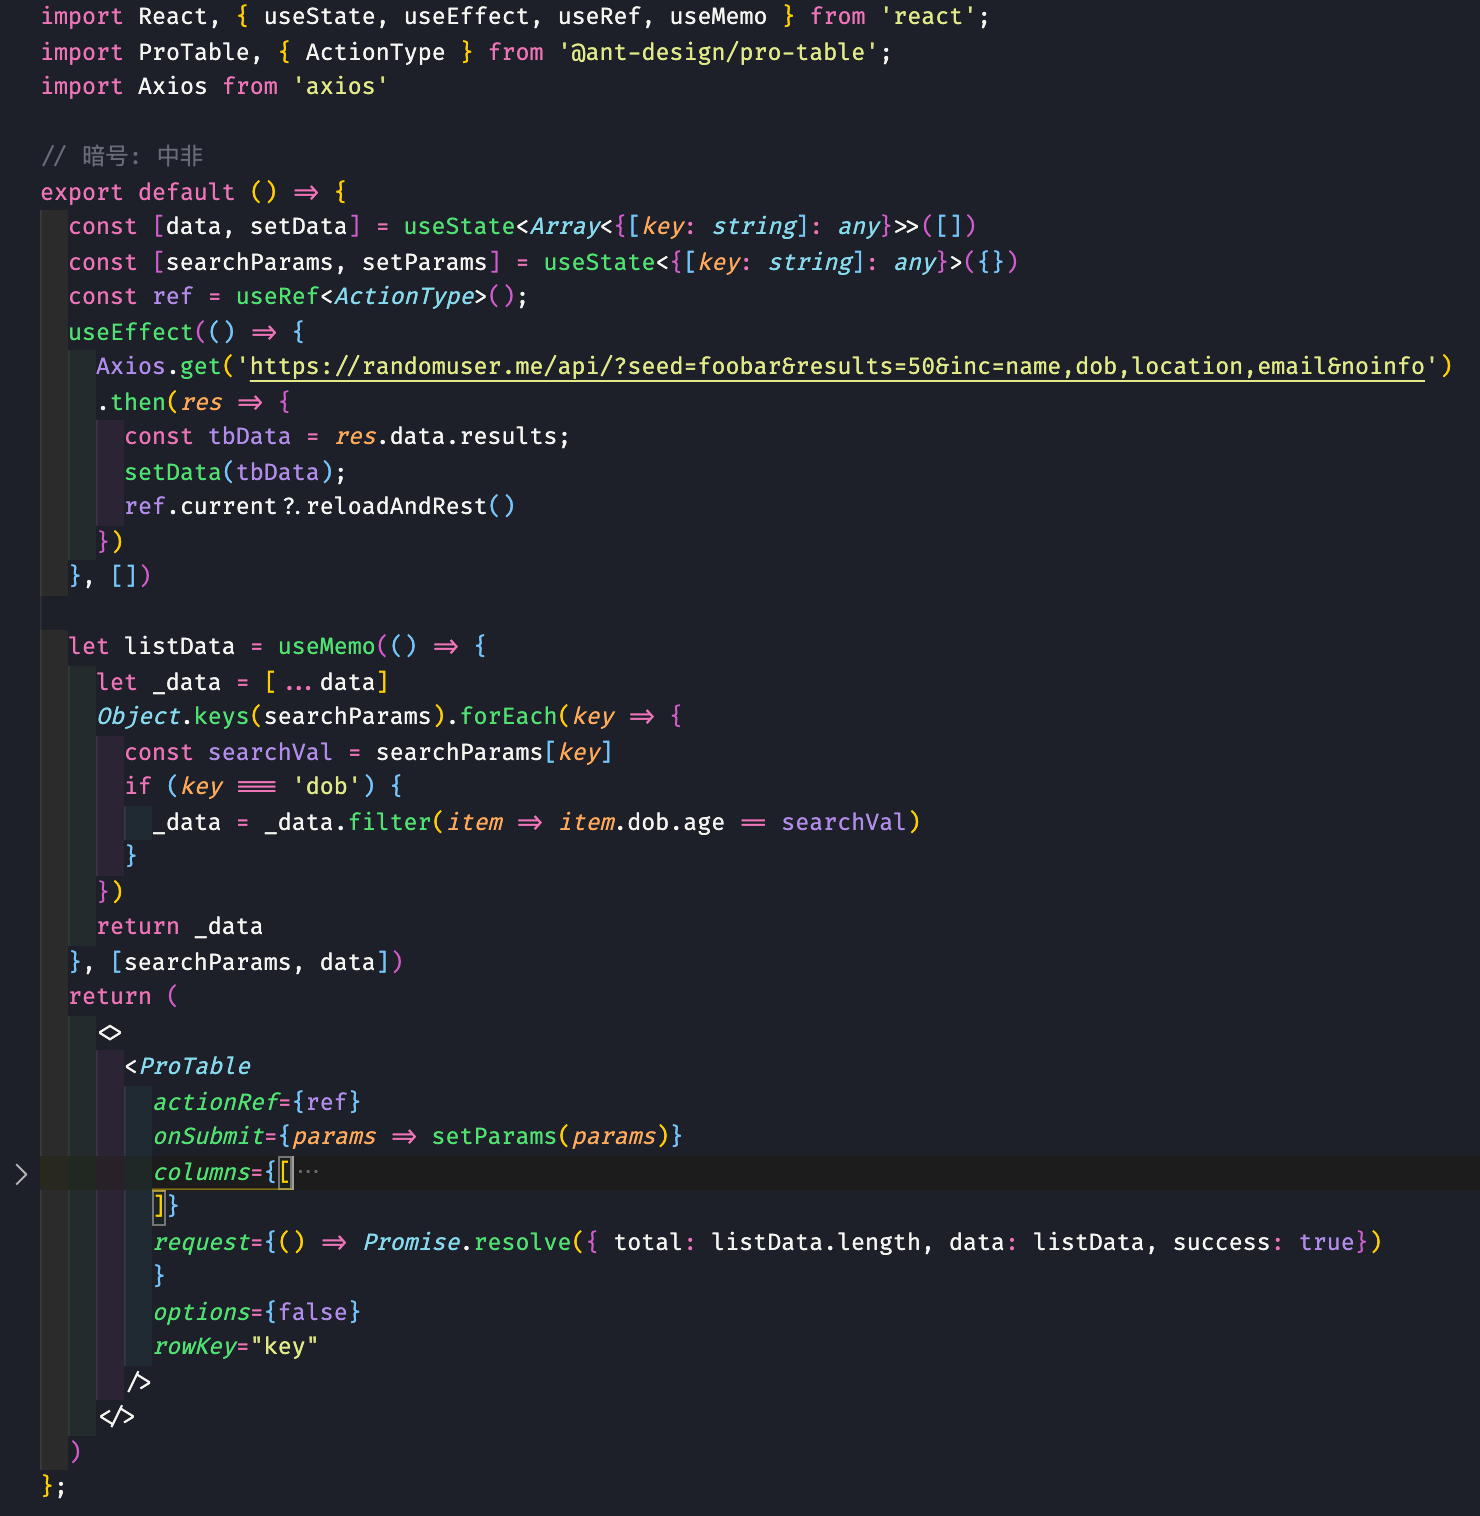 import React, { useState, useEffect, useRef, useMemo } from 'react';
import ProTable, { ActionType } from '@ant-design/pro-table';
import Axios from 'axios'
// 暗号: 中非
export default () => {
const [data, setData] = useState<Array<{[key: string]: any}>>([])
const [searchParams, setParams] = useState<{[key: string]: any}>({})
const ref = useRef<ActionType>();
useEffect(() => {
Axios.get('https://randomuser.me/api/?seed=foobar&results=50&inc=name,dob,location,email&noinfo')
.then(res => {
const tbData = res.data.results;
setData(tbData);
ref.current?.reloadAndRest()
})
}, [])
let listData = useMemo(() => {
let _data = [...data]
Object.keys(searchParams).forEach(key => {
const searchVal = searchParams[key]
if (key === 'dob') {
_data = _data.filter(item => item.dob.age == searchVal)
}
})
return _data
}, [searchParams, data])
return (
<>
<ProTable
actionRef={ref}
onSubmit={params => setParams(params)}
columns={[ ···
]}
request={() => Promise.resolve({ total: listData.length, data: listData, success: true})
}
options={false}
rowKey="key"
/>
</>
)
};